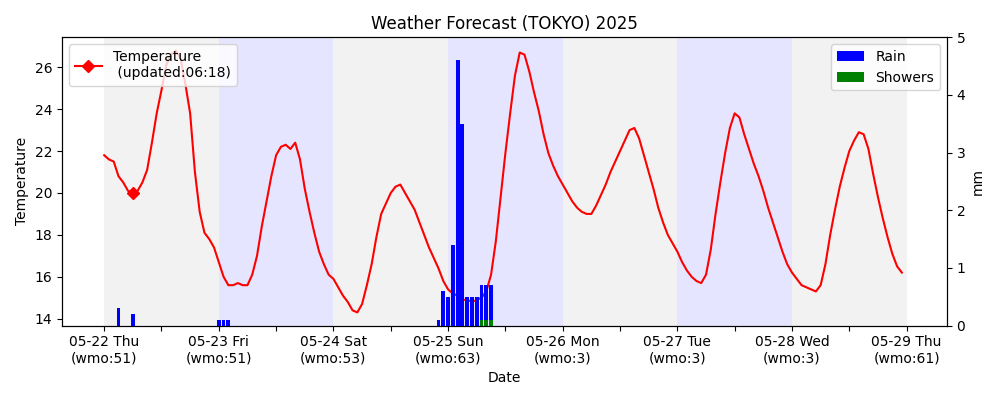 Weather Forecast (TOKYO) 2025
Temperature
(updated:06:18)
Rain
Showers
Temperature
26
24
22
20
18
16
14
5
4
3
2
1
0
mm
05-22 Thu 05-23 Fri 05-24 Sat 05-25 Sun 05-26 Mon 05-27 Tue 05-28 Wed 05-29 Thu
(wmo:51) (wmo:51) (wmo:53) (wmo:63) (wmo:3) (wmo:3) (wmo:3) (wmo:61)
Date